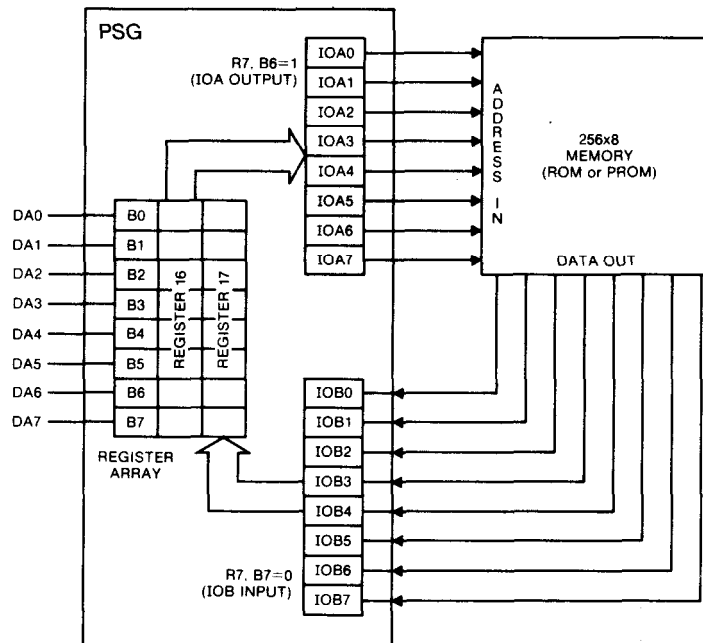 PSG
R7, B6=1
(IOA OUTPUT)
IOA0
IOA1
IOA2
IOA3
IOA4
IOA5
IOA6
IOA7
ADDRESS IN
256x8
MEMORY
(ROM or PROM)
DATA OUT
DA0
DA1
DA2
DA3
DA4
DA5
DA6
DA7
B0
B1
B2
B3
B4
B5
B6
B7
REGISTER 16
REGISTER 17
REGISTER
ARRAY
IOB0
IOB1
IOB2
IOB3
IOB4
IOB5
IOB6
IOB7
R7, B7=0
(IOB INPUT)